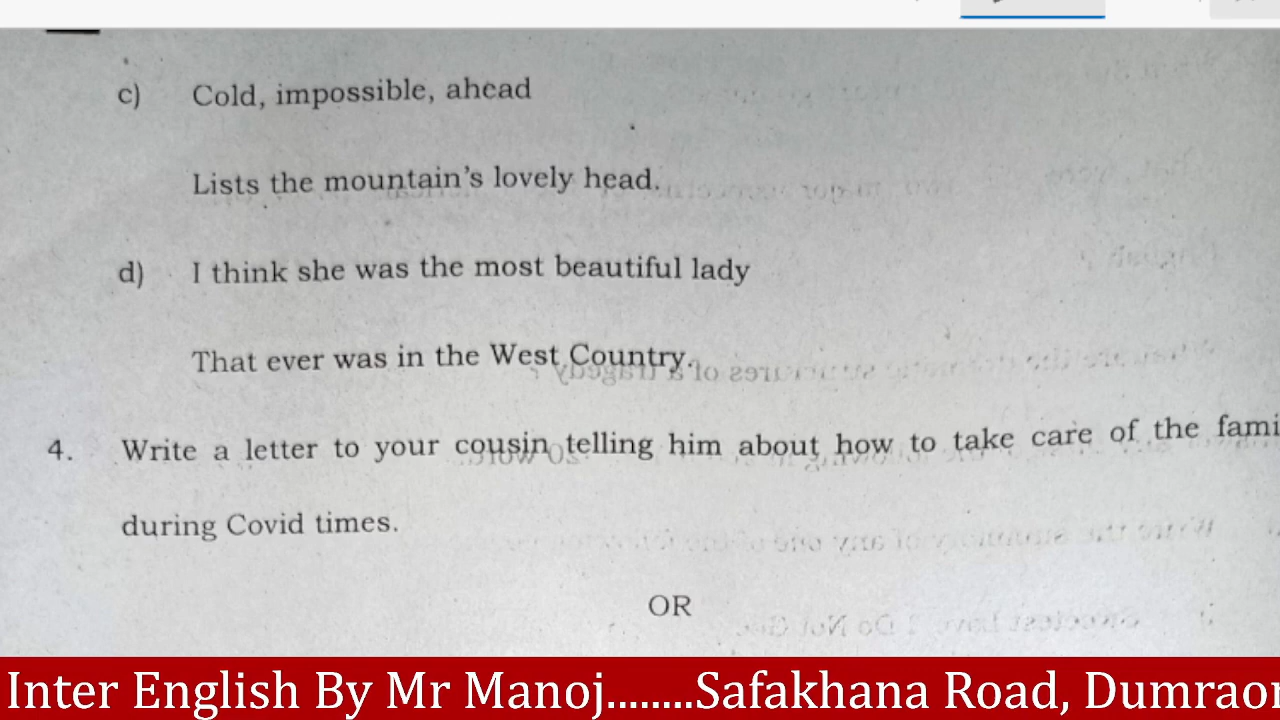 c) Cold, impossible, ahead
Lists the mountain's lovely head.
d) I think she was the most beautiful lady
That ever was in the West Country.
4. Write a letter to your cousin telling him about how to take care of the fami
during Covid times.
OR
Inter English By Mr Manoj........Safakhana Road, Dumraon